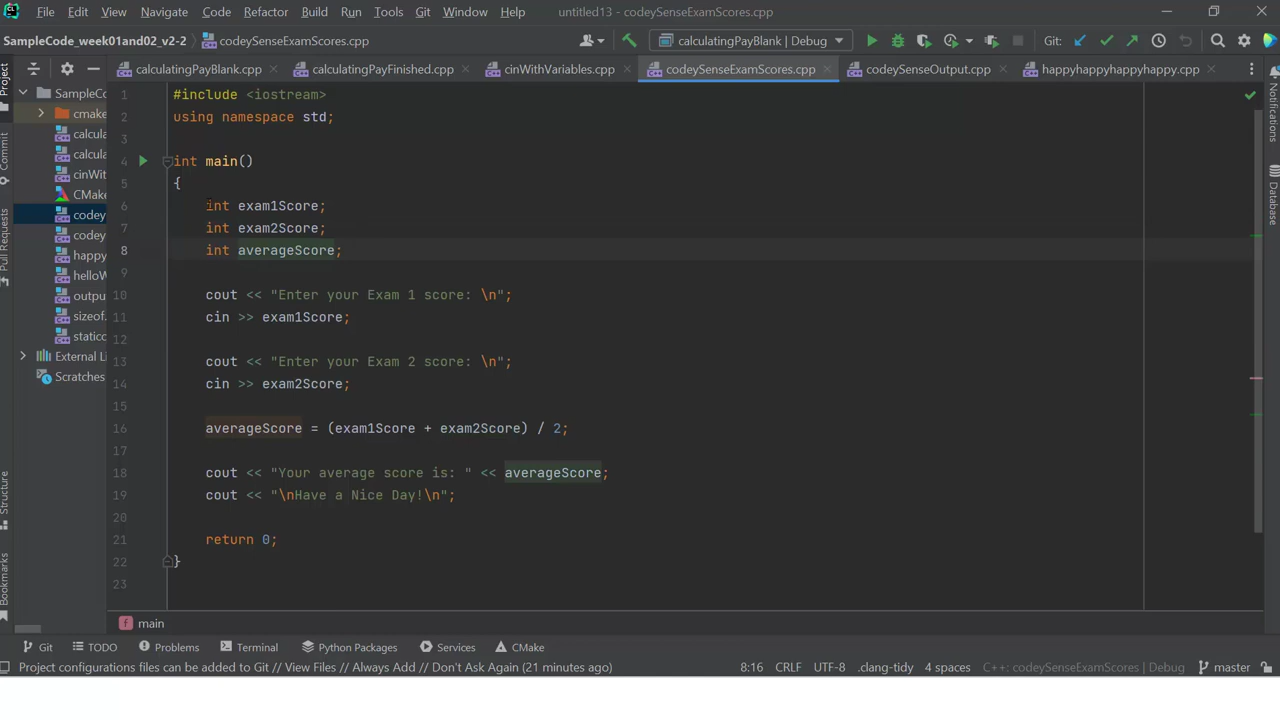 File Edit View Navigate Code Refactor Build Run Tools Git Window Help untitled13 - codeySenseExamScores.cpp
SampleCode_week01and02_v2-2 codeySenseExamScores.cpp calculatingPayBlank | Debug Git:
calculatingPayBlank.cpp calculatingPayFinished.cpp cinWithVariables.cpp codeySenseExamScores.cpp codeySenseOutput.cpp happyhappyhappyhappy.cpp
Project
Commit
Pull Requests
Structure
Bookmarks
SampleC
cmake
calcula
calcula
cinWit
CMake
codey
codey
happy
helloW
outpu
sizeof.
static
External Li
Scratches
1 #include <iostream>
2 using namespace std;
3
4 int main()
5 {
6 int exam1Score;
7 int exam2Score;
8 int averageScore;
9
10 cout << "Enter your Exam 1 score: \n";
11 cin >> exam1Score;
12
13 cout << "Enter your Exam 2 score: \n";
14 cin >> exam2Score;
15
16 averageScore = (exam1Score + exam2Score) / 2;
17
18 cout << "Your average score is: " << averageScore;
19 cout << "\nHave a Nice Day!\n";
20
21 return 0;
22 }
23
Notifications
Database
main
Git TODO Problems Terminal Python Packages Services CMake
Project configurations files can be added to Git // View Files // Always Add // Don't Ask Again (21 minutes ago) 8:16 CRLF UTF-8 .clang-tidy 4 spaces C++: codeySenseExamScores | Debug master